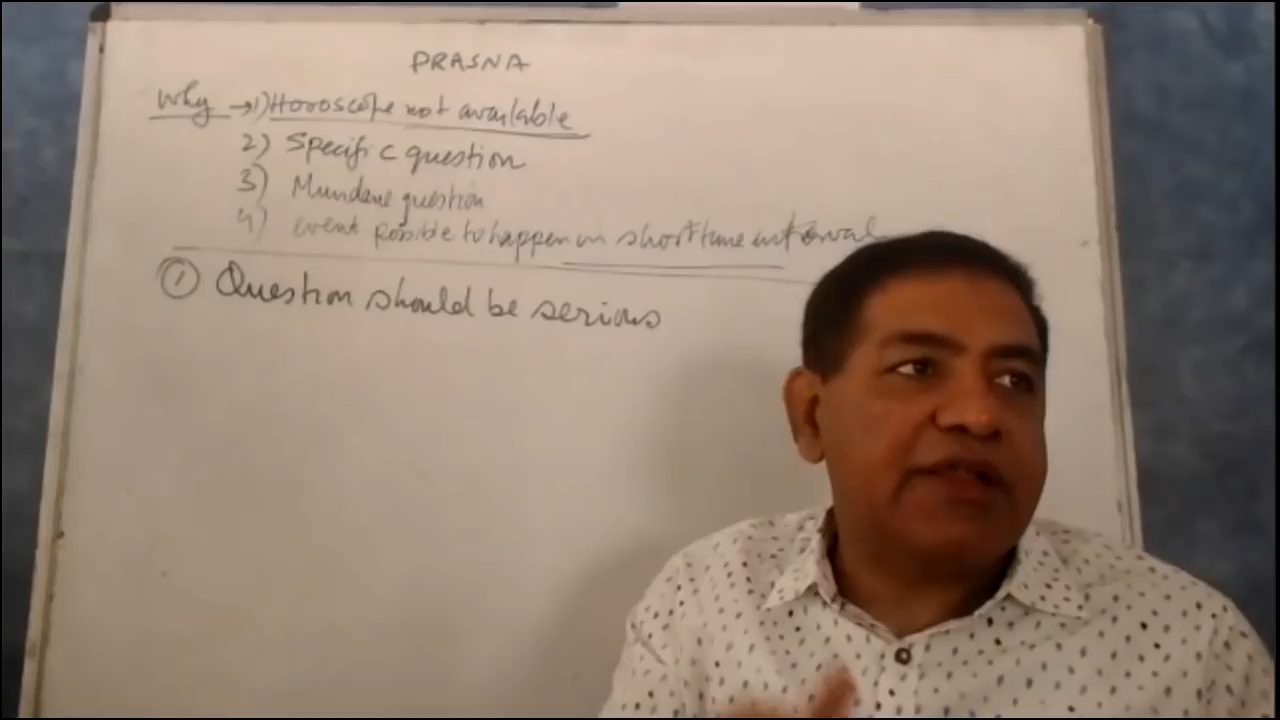 PRASNA
Why → 1) Horoscope not available
2) Specific question
3) Mundane question
4) event possible to happen in short time interval
① Question should be serious